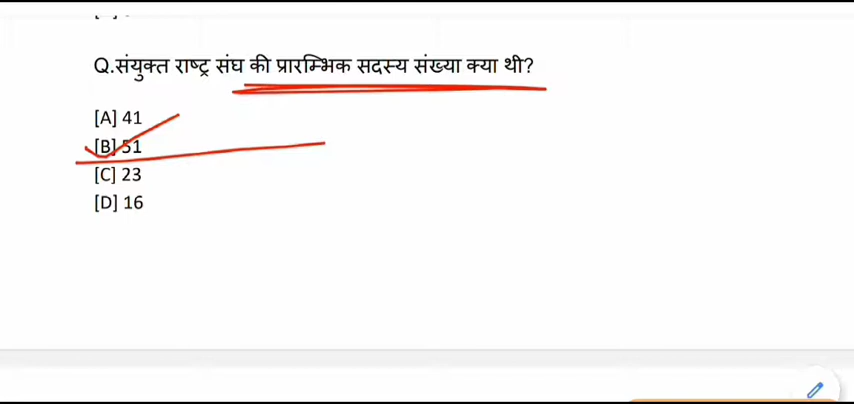 Q.संयुक्त राष्ट्र संघ की प्रारम्भिक सदस्य संख्या क्या थी?
[A] 41
[B] 51
[C] 23
[D] 16